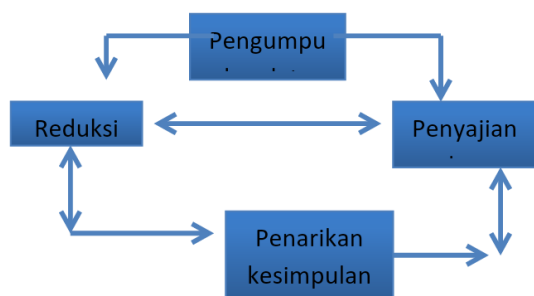 Pengumpu
Reduksi
Penyajian
Penarikan
kesimpulan